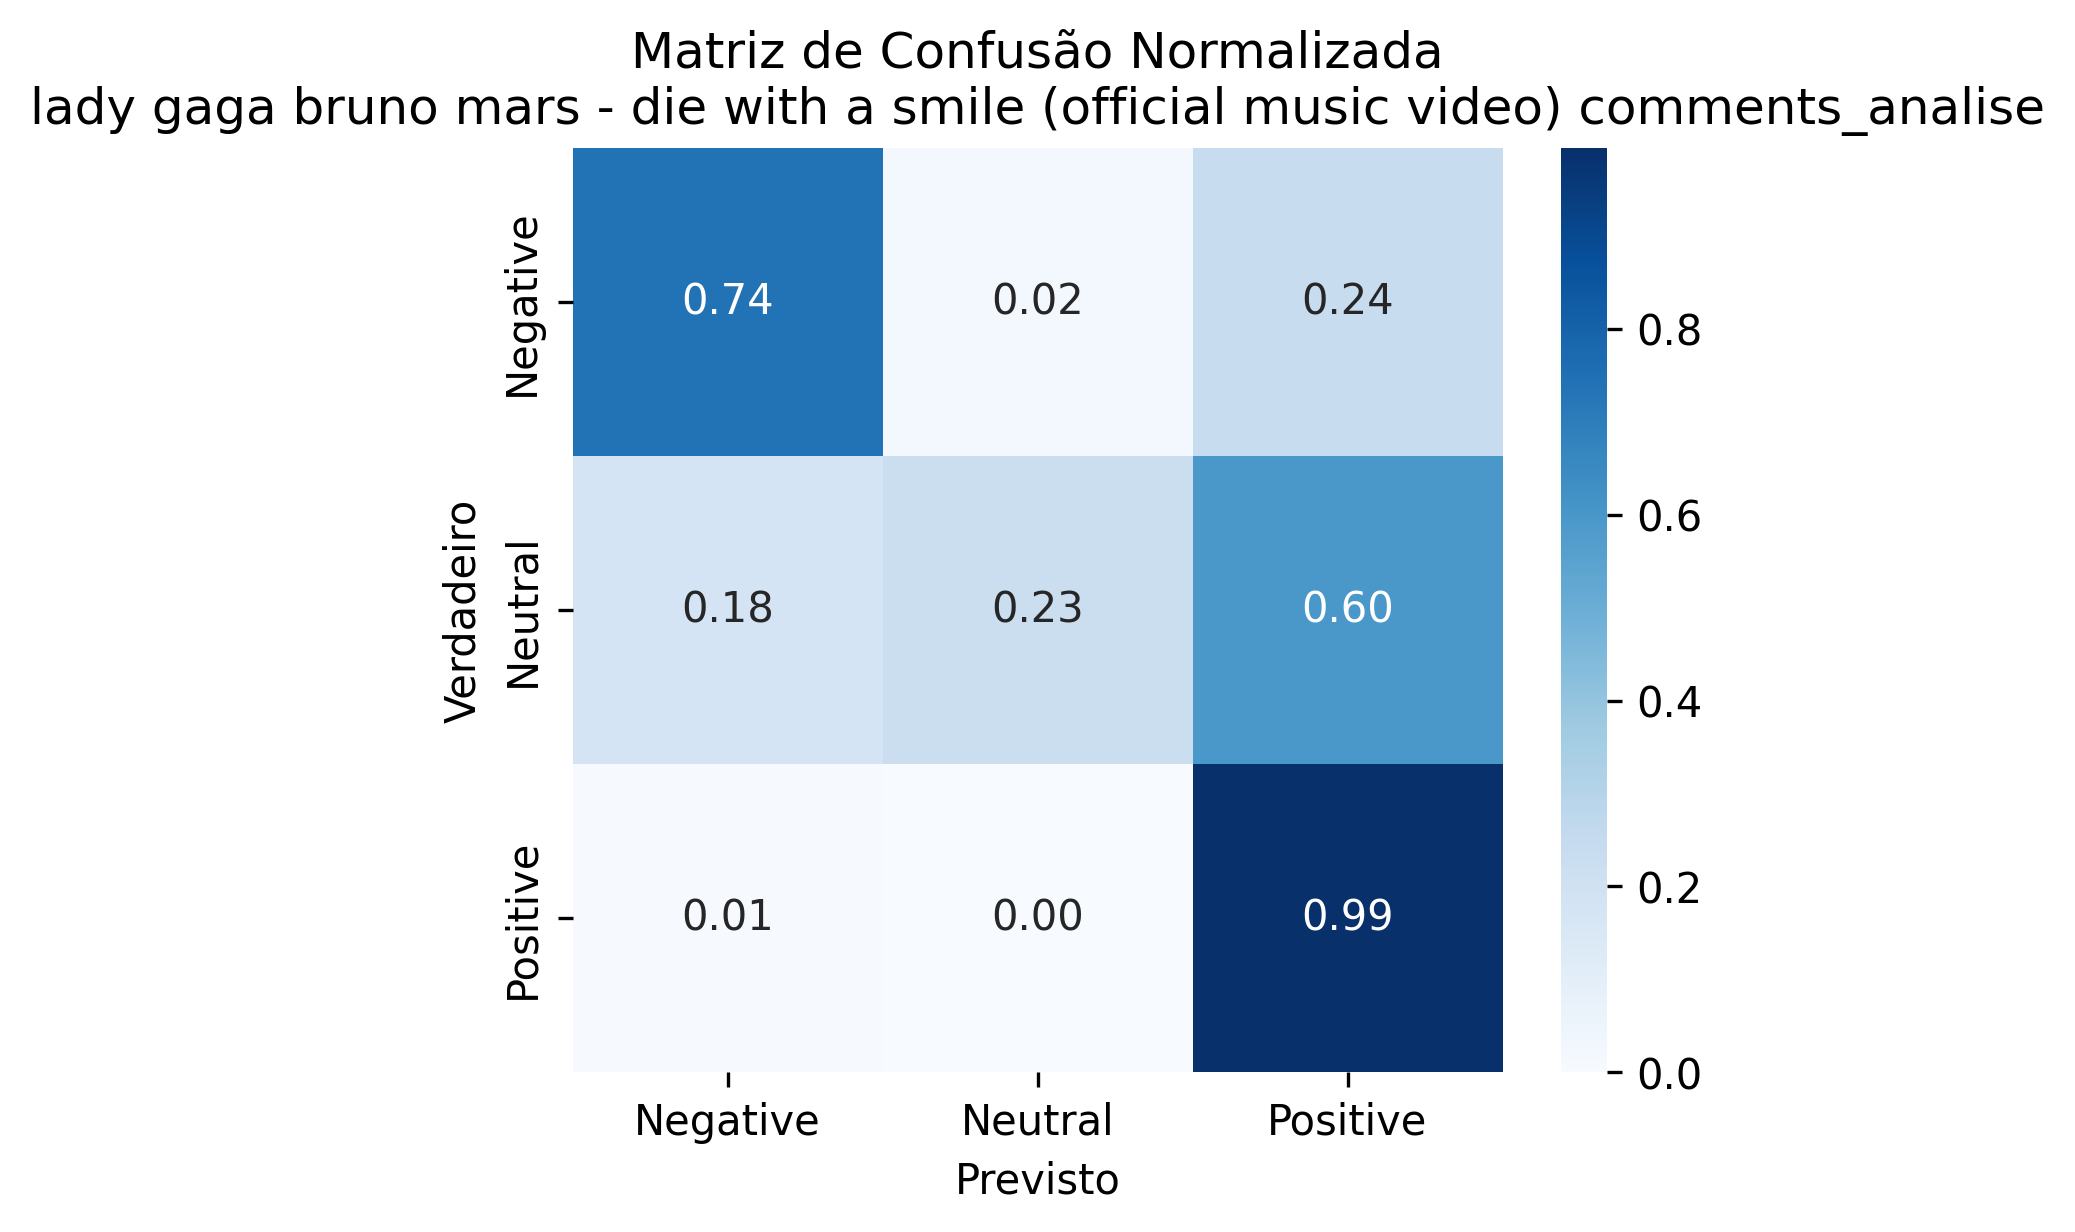 Matriz de Confusão Normalizada
lady gaga bruno mars - die with a smile (official music video) comments_analise
Verdadeiro
Negative
0.74 0.02 0.24
Neutral
0.18 0.23 0.60
Positive
0.01 0.00 0.99
Negative Neutral Positive
Previsto
0.8
0.6
0.4
0.2
0.0